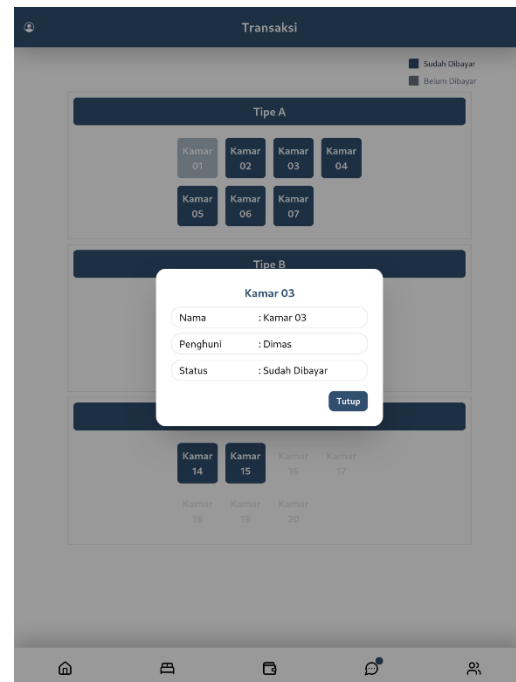 Transaksi
Sudah Dibayar
Belum Dibayar
Tipe A
Kamar 01
Kamar 02
Kamar 03
Kamar 04
Kamar 05
Kamar 06
Kamar 07
Tipe B
Kamar 03
Nama : Kamar 03
Penghuni : Dimas
Status : Sudah Dibayar
Tutup
Kamar 14
Kamar 15
Kamar 16
Kamar 17
Kamar 18
Kamar 19
Kamar 20